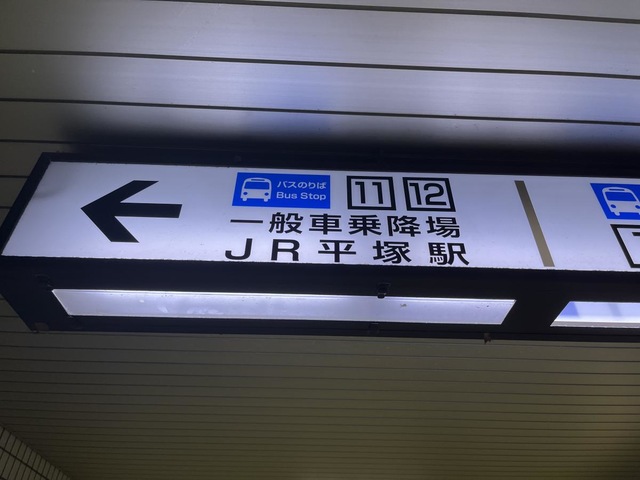 バスのりば
Bus Stop
11 12
一般車乗降場
JR平塚駅